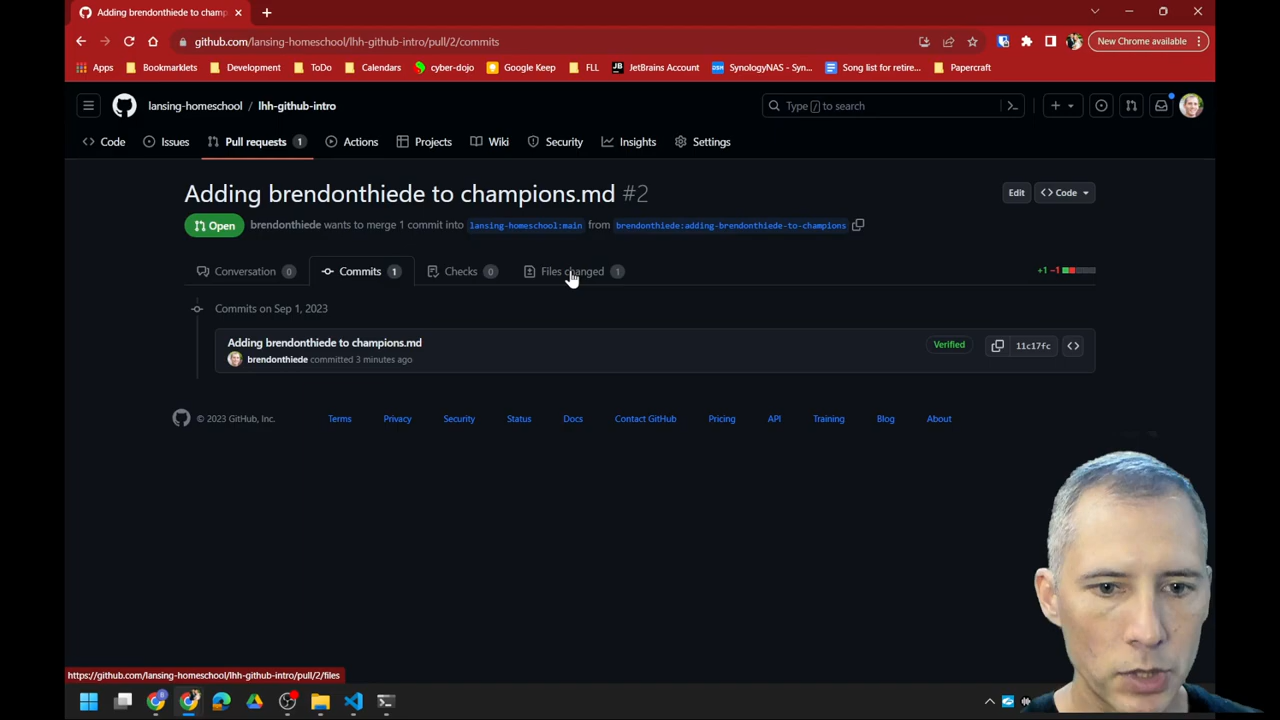 Adding brendonthiede to champ
New Chrome available
github.com/lansing-homeschool/lhh-github-intro/pull/2/commits
Apps Bookmarklets Development ToDo Calendars cyber-dojo Google Keep FLL JetBrains Account SynologyNAS - Syn... Song list for retire... Papercraft
lansing-homeschool / lhh-github-intro
Type / to search
Code Issues Pull requests 1 Actions Projects Wiki Security Insights Settings
Adding brendonthiede to champions.md #2
Edit Code
Open brendonthiede wants to merge 1 commit into lansing-homeschool:main from brendonthiede:adding-brendonthiede-to-champions
Conversation 0 Commits 1 Checks 0 Files changed 1
+1 −1
Commits on Sep 1, 2023
Adding brendonthiede to champions.md
brendonthiede committed 3 minutes ago
Verified
11c17fc
© 2023 GitHub, Inc. Terms Privacy Security Status Docs Contact GitHub Pricing API Training Blog About
https://github.com/lansing-homeschool/lhh-github-intro/pull/2/files